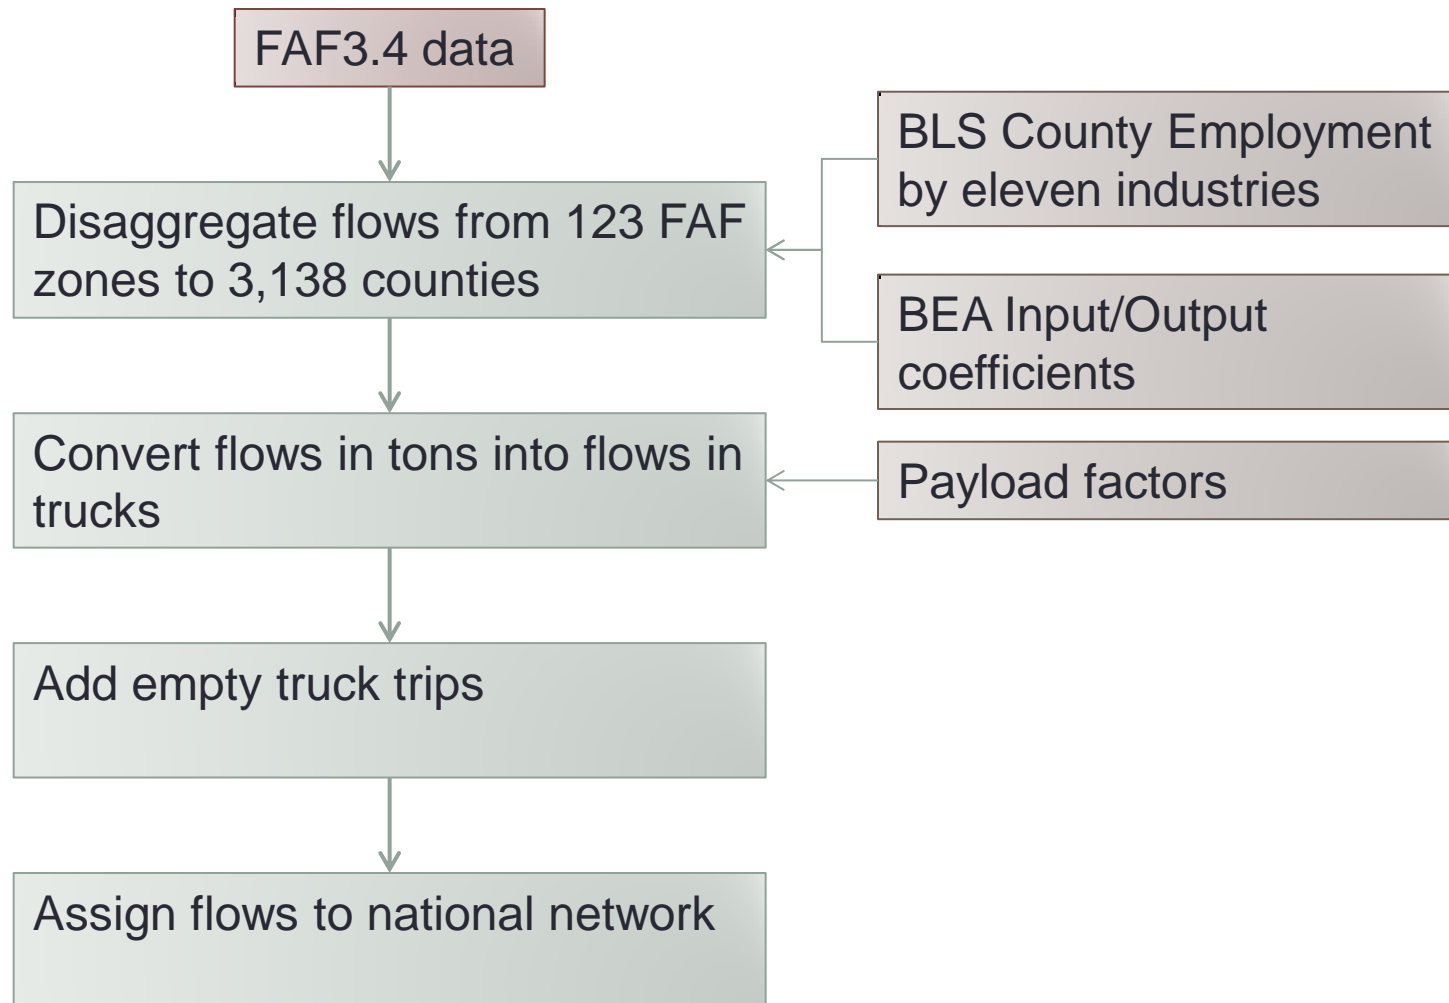 FAF3.4 data
BLS County Employment
by eleven industries
Disaggregate flows from 123 FAF
zones to 3,138 counties
BEA Input/Output
coefficients
Convert flows in tons into flows in
trucks
Payload factors
Add empty truck trips
Assign flows to national network